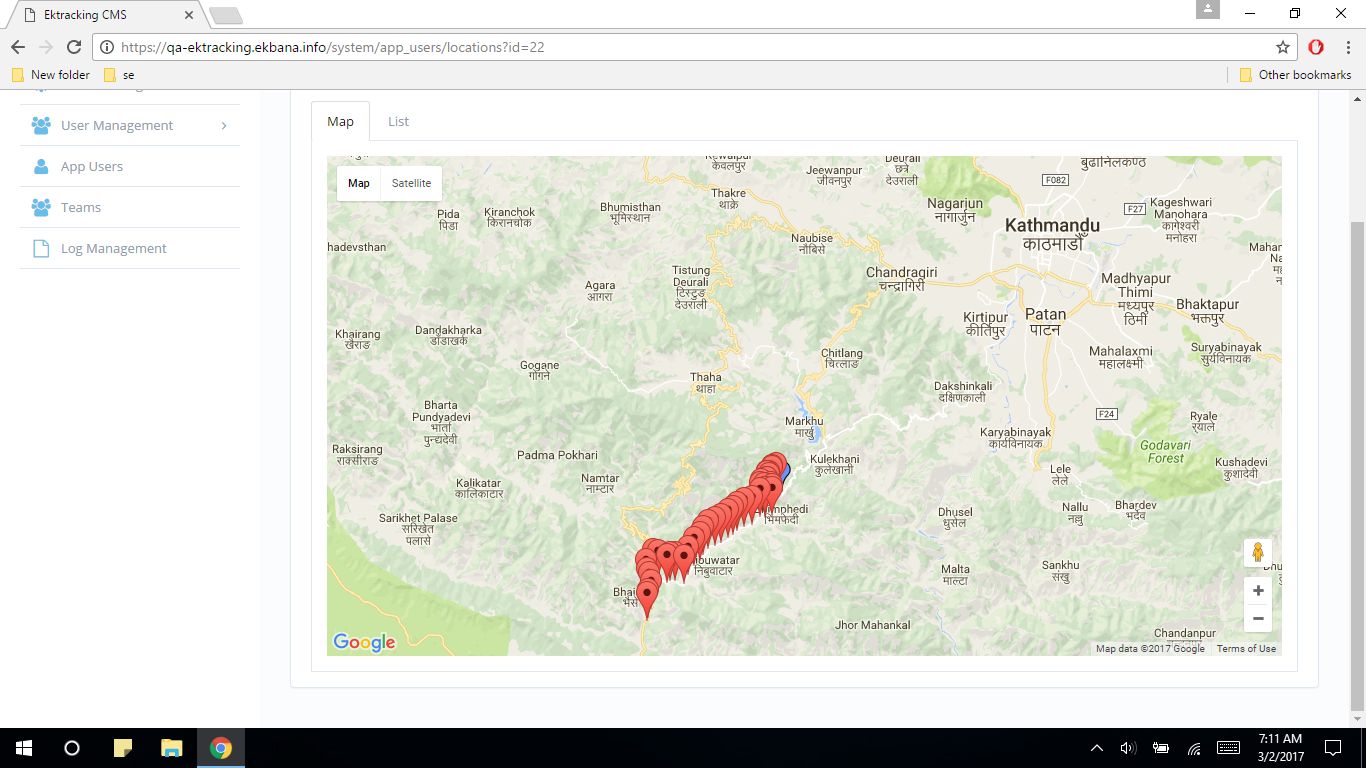 Ektracking CMS
https://qa-ektracking.ekbana.info/system/app_users/locations?id=22
New folder
se
Other bookmarks
User Management
App Users
Teams
Log Management
Map
List
Map
Satellite
केवलपुर
Deurali
छत्रे
देउराली
बुढानिलकण्ठ
Jeewanpur
जीवनपुर
F082
Thakre
थाक्रे
Nagarjun
नागार्जुन
F27
Kageshwari
Manohara
कागेश्वरी
मनोहरा
Pida
पिडा
Kiranchok
किरानचोक
Bhumisthan
भूमिस्थान
Kathmandu
काठमाडौँ
hadevsthan
Naubise
नौबिसे
Mahan
Chandragiri
चन्द्रागिरी
Tistung
Deurali
टिस्टुङ
देउराली
Agara
आगरा
Madhyapur
Thimi
मध्यपुर
ठिमी
Bhaktapur
भक्तपुर
Kirtipur
कीर्तिपुर
Patan
पाटन
Khairang
खैराङ
Dandakharka
डाँडाखर्क
Chitlang
चित्लाङ
Mahalaxmi
महालक्ष्मी
Suryabinayak
सुर्यविनायक
Gogane
गोगने
Thaha
थाहा
Dakshinkali
दक्षिणकाली
Bharta
Pundyadevi
भार्ता
पुन्द्यदेवी
Markhu
मार्खु
F24
Ryale
र्‍याले
Karyabinayak
कार्यविनायक
Godavari
Forest
Raksirang
राक्सीराङ
Padma Pokhari
Kulekhani
कुलेखानी
Lele
लेले
Kushadevi
कुशादेवी
Kalikatar
कालिकाटार
Namtar
नाम्टार
Nallu
नल्लु
Bhardev
भर्देव
Sarikhet Palase
सरिखेत
पलासे
mphedi
भिमफेदी
Dhusel
धुसेल
ibuwatar
निबुवाटार
Malta
माल्टा
Sankhu
संखु
Bhai
भैसे
Jhor Mahankal
Chandanpur
Google
Map data ©2017 Google
Terms of Use
7:11 AM
3/2/2017